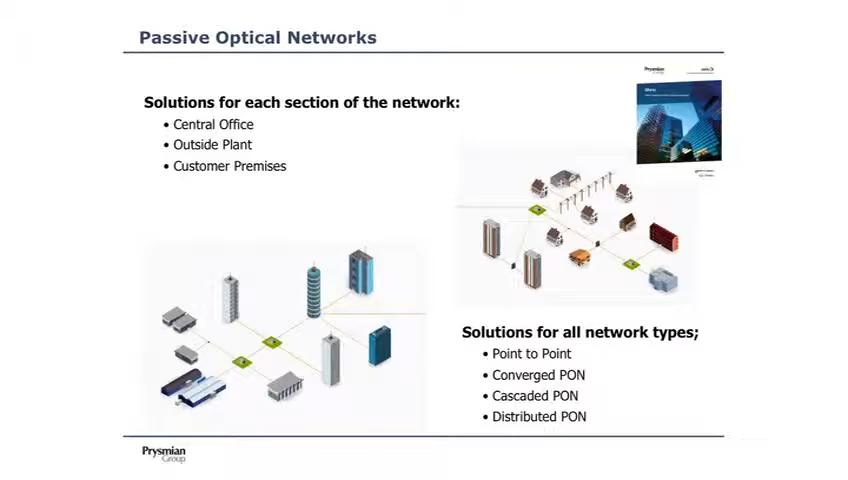 Passive Optical Networks
Solutions for each section of the network:
• Central Office
• Outside Plant
• Customer Premises
Prysmian
Solutions for all network types;
• Point to Point
• Converged PON
• Cascaded PON
• Distributed PON
Prysmian
Group